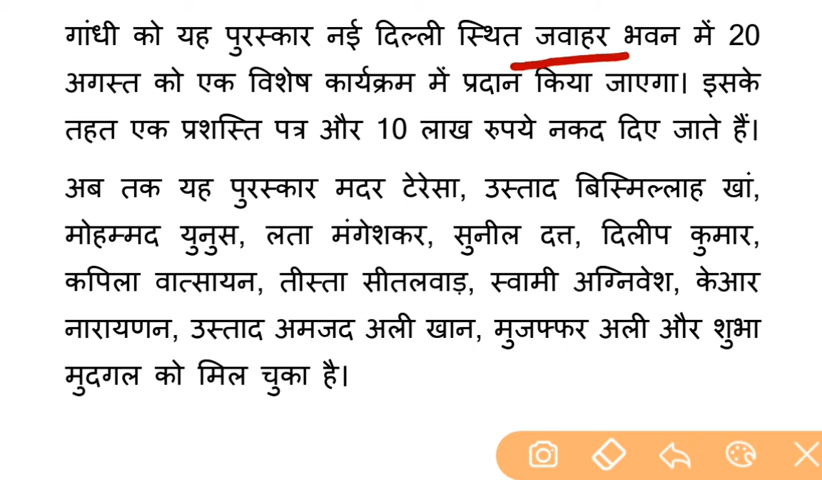 गांधी को यह पुरस्कार नई दिल्ली स्थित जवाहर भवन में 20
अगस्त को एक विशेष कार्यक्रम में प्रदान किया जाएगा। इसके
तहत एक प्रशस्ति पत्र और 10 लाख रुपये नकद दिए जाते हैं।
अब तक यह पुरस्कार मदर टेरेसा, उस्ताद बिस्मिल्लाह खां,
मोहम्मद युनुस, लता मंगेशकर, सुनील दत्त, दिलीप कुमार,
कपिला वात्सायन, तीस्ता सीतलवाड़, स्वामी अग्निवेश, केआर
नारायणन, उस्ताद अमजद अली खान, मुजफ्फर अली और शुभा
मुदगल को मिल चुका है।